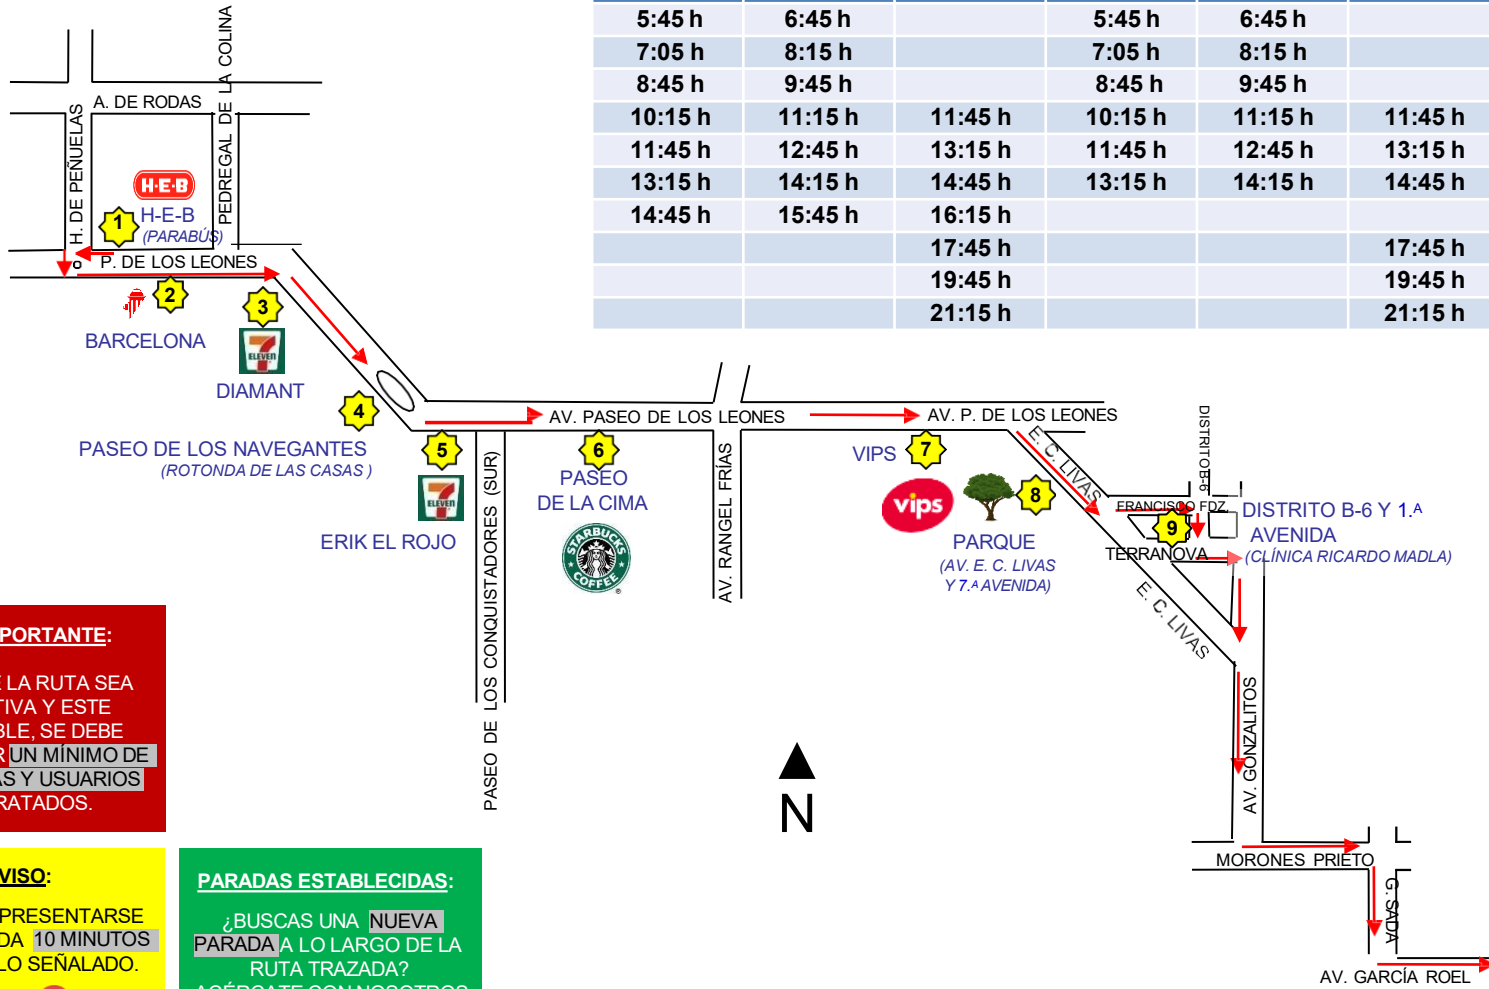 5:45 h 6:45 h 5:45 h 6:45 h
7:05 h 8:15 h 7:05 h 8:15 h
8:45 h 9:45 h 8:45 h 9:45 h
10:15 h 11:15 h 11:45 h 10:15 h 11:15 h 11:45 h
11:45 h 12:45 h 13:15 h 11:45 h 12:45 h 13:15 h
13:15 h 14:15 h 14:45 h 13:15 h 14:15 h 14:45 h
14:45 h 15:45 h 16:15 h
17:45 h 17:45 h
19:45 h 19:45 h
21:15 h 21:15 h
A. DE RODAS
H. DE PEÑUELAS
PEDREGAL DE LA COLINA
H-E-B
1
H-E-B
(PARABÚS)
P. DE LOS LEONES
2
BARCELONA
3
7
ELEVEn
DIAMANT
4
PASEO DE LOS NAVEGANTES
(ROTONDA DE LAS CASAS )
AV. PASEO DE LOS LEONES
AV. P. DE LOS LEONES
5
7
ELEVEn
ERIK EL ROJO
PASEO DE LOS CONQUISTADORES (SUR)
6
PASEO
DE LA CIMA
STARBUCKS
COFFEE
AV. RANGEL FRÍAS
VIPS
7
vips
8
PARQUE
(AV. E. C. LIVAS
Y 7.ᴬ AVENIDA)
E. C. LIVAS
DISTRITO B-6
FRANCISCO FDZ.
9
TERRANOVA
DISTRITO B-6 Y 1.ᴬ
AVENIDA
(CLÍNICA RICARDO MADLA)
E. C. LIVAS
AV. GONZALITOS
MORONES PRIETO
G. SADA
AV. GARCÍA ROEL
N
PORTANTE:
E LA RUTA SEA
TIVA Y ESTE
BLE, SE DEBE
R UN MÍNIMO DE
AS Y USUARIOS
RATADOS.
VISO:
PRESENTARSE
DA 10 MINUTOS
LO SEÑALADO.
PARADAS ESTABLECIDAS:
¿BUSCAS UNA NUEVA
PARADA A LO LARGO DE LA
RUTA TRAZADA?
ACÉRCATE CON NOSOTROS